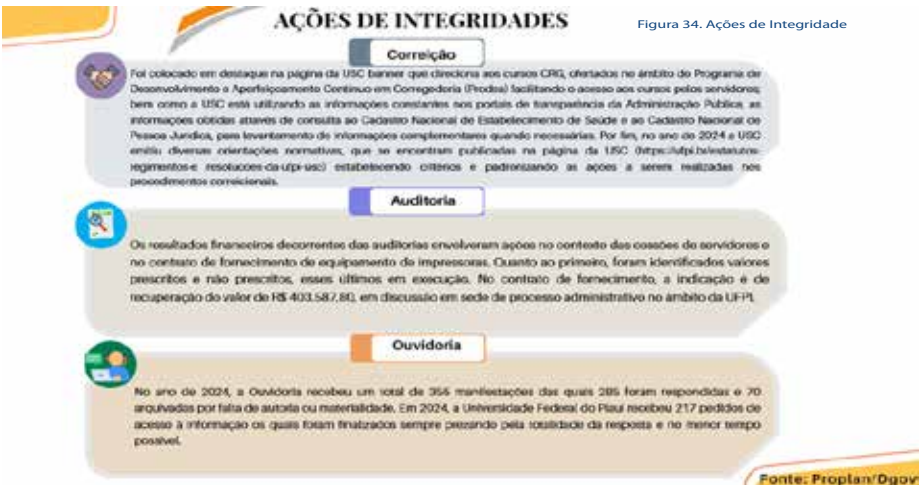 AÇÕES DE INTEGRIDADES
Figura 34. Ações de Integridade
Correição
Foi colocado em destaque na página da USC banner que direciona aos cursos CRG, ofertados no âmbito do Programa de
Desenvolvimento e Aperfeiçoamento Contínuo em Corregedoria (Prodea) facilitando o acesso aos cursos pelos servidores;
bem como a USC está utilizando as informações constantes nos portais de transparência da Administração Publica, as
informações obtidas através de consulta ao Cadastro Nacional de Estabelecimento de Saúde e ao Cadastro Nacional de
Pessoa Jurídica, para levantamento de informações complementares quando necessárias. Por fim, no ano de 2024 a USC
emitiu diversas orientações normativas, que se encontram publicadas na página da USC (https://ufpi.br/estatutos-
regimentos-e resolucoes-da-ufpi-usc) estabelecendo critérios e padronizando as ações a serem realizadas nos
procedimentos correicionais.
Auditoria
Os resultados financeiros decorrentes das auditorias envolveram ações no contexto das cessões de servidores e
no contrato de fornecimento de equipamento de impressoras. Quanto ao primeiro, foram identificados valores
prescritos e não prescritos, esses últimos em execução. No contrato de fornecimento, a indicação é de
recuperação do valor de R$ 403.587,80, em discussão em sede de processo administrativo no âmbito da UFPI.
Ouvidoria
No ano de 2024, a Ouvidoria recebeu um total de 356 manifestações das quais 285 foram respondidas e 70
arquivadas por falta de autoria ou materialidade. Em 2024, a Universidade Federal do Piauí recebeu 217 pedidos de
acesso à informação os quais foram finalizados sempre prezando pela totalidade da resposta e no menor tempo
possível.
Fonte: Proplan/Dgov